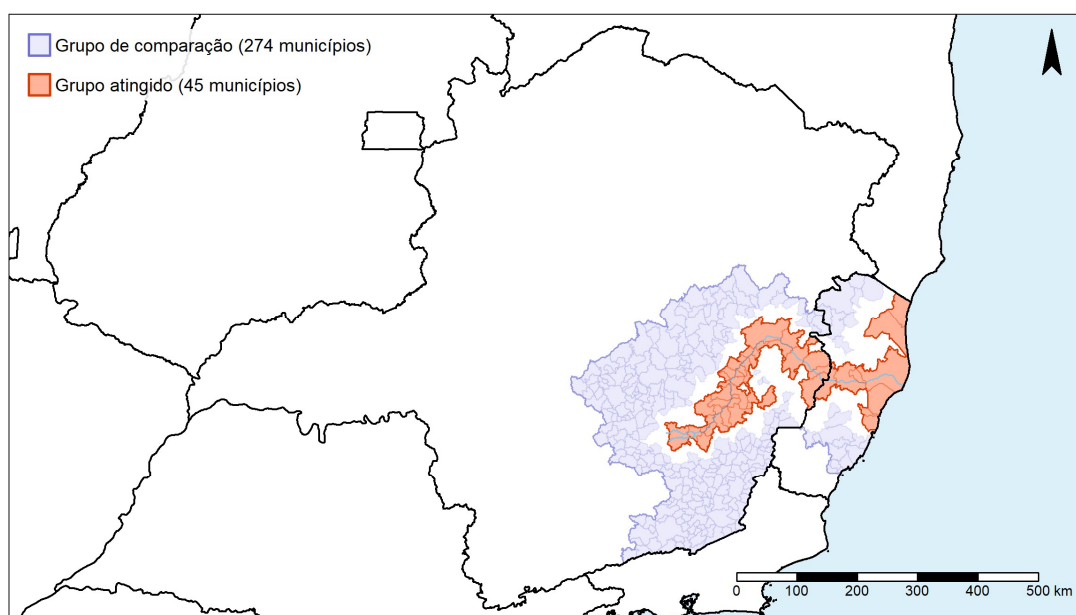 Grupo de comparação (274 municípios)
Grupo atingido (45 municípios)
0 100 200 300 400 500 km